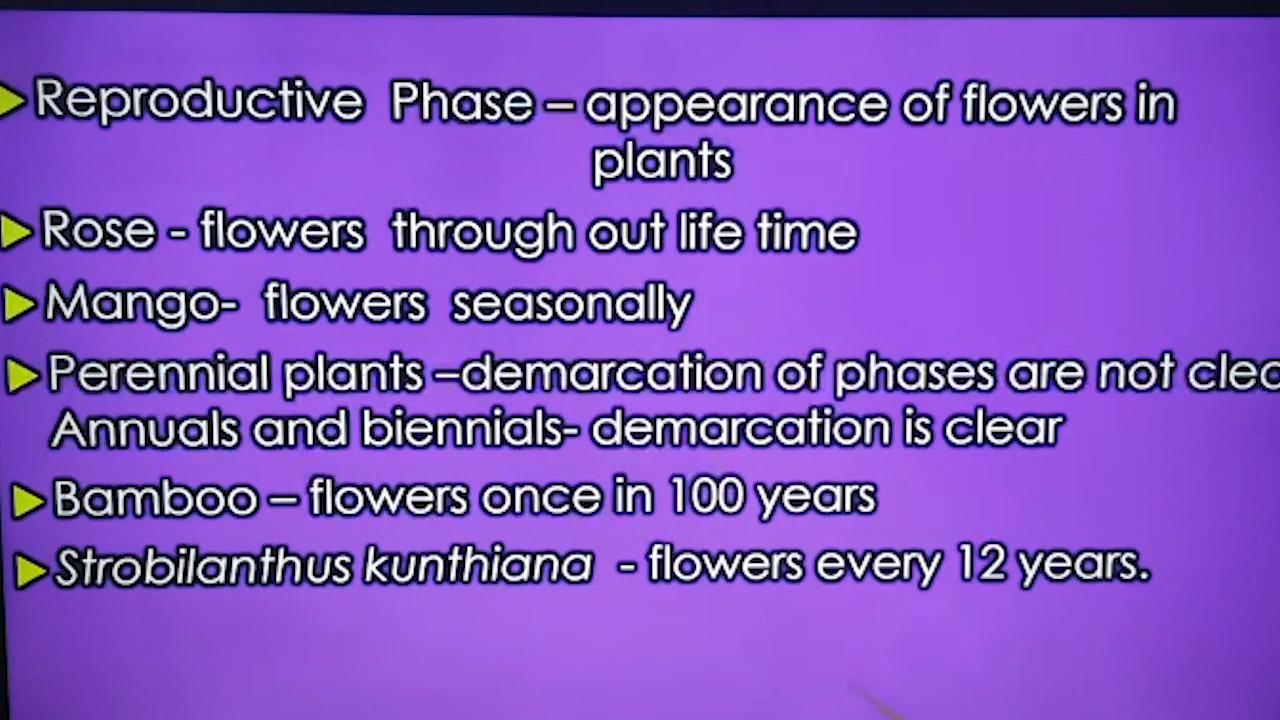 Reproductive Phase – appearance of flowers in
plants
Rose - flowers through out life time
Mango- flowers seasonally
Perennial plants –demarcation of phases are not
Annuals and biennials- demarcation is clear
Bamboo – flowers once in 100 years
Strobilanthus kunthiana - flowers every 12 years.